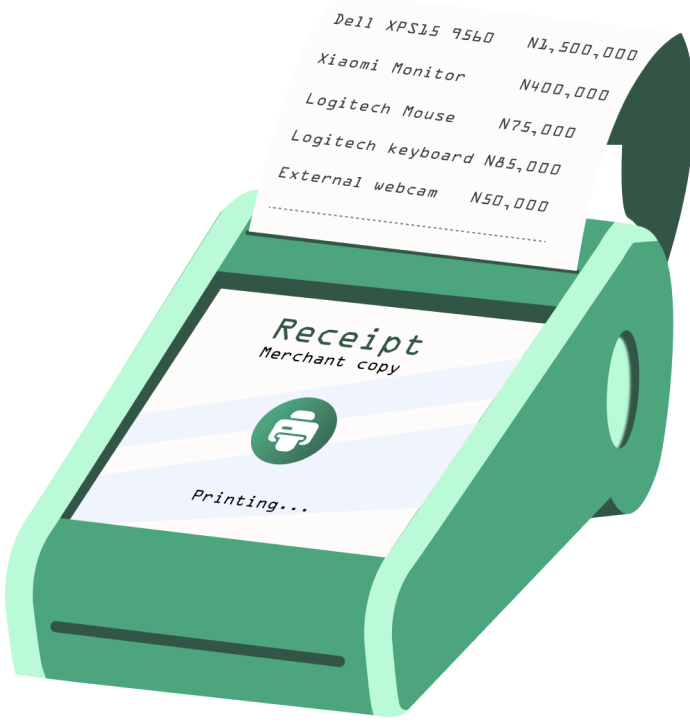 Dell XPS15 9560 N1,500,000
Xiaomi Monitor N400,000
Logitech Mouse N75,000
Logitech keyboard N85,000
External webcam N50,000
Receipt
Merchant copy
Printing...